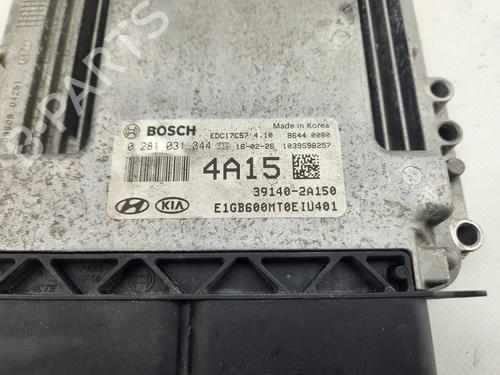 BOSCH
EDC17C57 4.10
Made in Korea
8644 0080
0 281 031 344
16-02-26
1039S98257
4A15
39140-2A150
KIA
E1GB600MT0EIU401